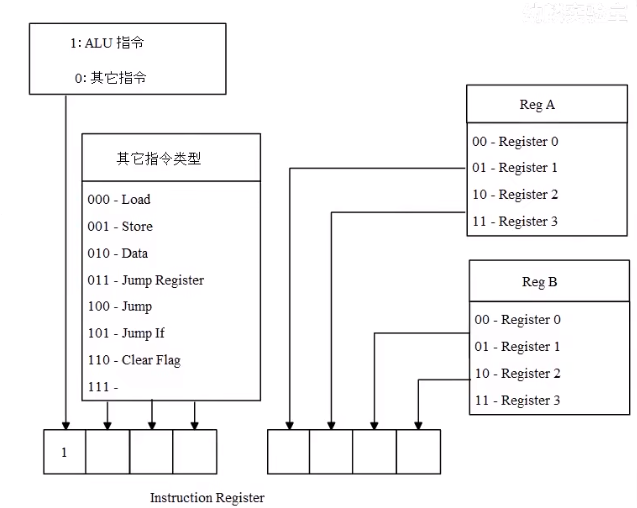 1: ALU 指令
0: 其它指令
其它指令类型
000 - Load
001 - Store
010 - Data
011 - Jump Register
100 - Jump
101 - Jump If
110 - Clear Flag
111 -
Reg A
00 - Register 0
01 - Register 1
10 - Register 2
11 - Register 3
Reg B
00 - Register 0
01 - Register 1
10 - Register 2
11 - Register 3
1
Instruction Register